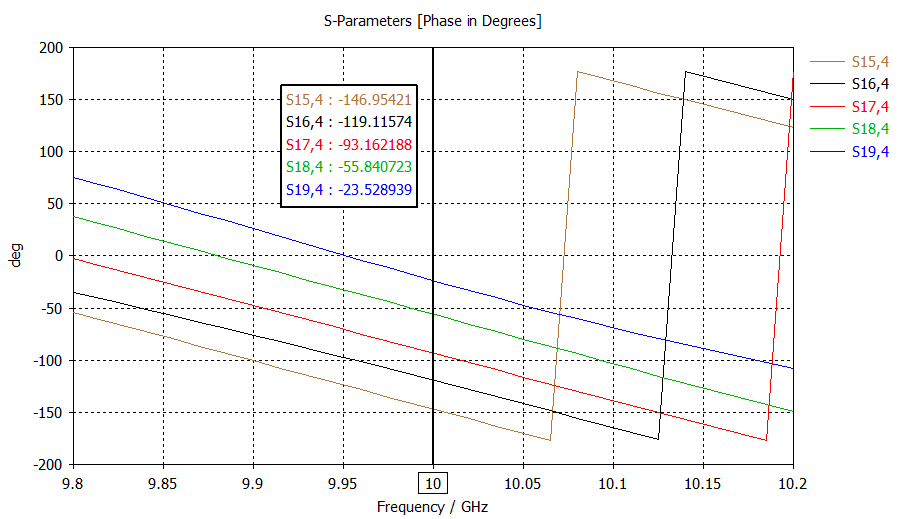 S-Parameters [Phase in Degrees]
200
150
100
50
0
-50
-100
-150
-200
deg
S15,4 : -146.95421
S16,4 : -119.11574
S17,4 : -93.162188
S18,4 : -55.840723
S19,4 : -23.528939
S15,4
S16,4
S17,4
S18,4
S19,4
9.8 9.85 9.9 9.95 10 10.05 10.1 10.15 10.2
Frequency / GHz